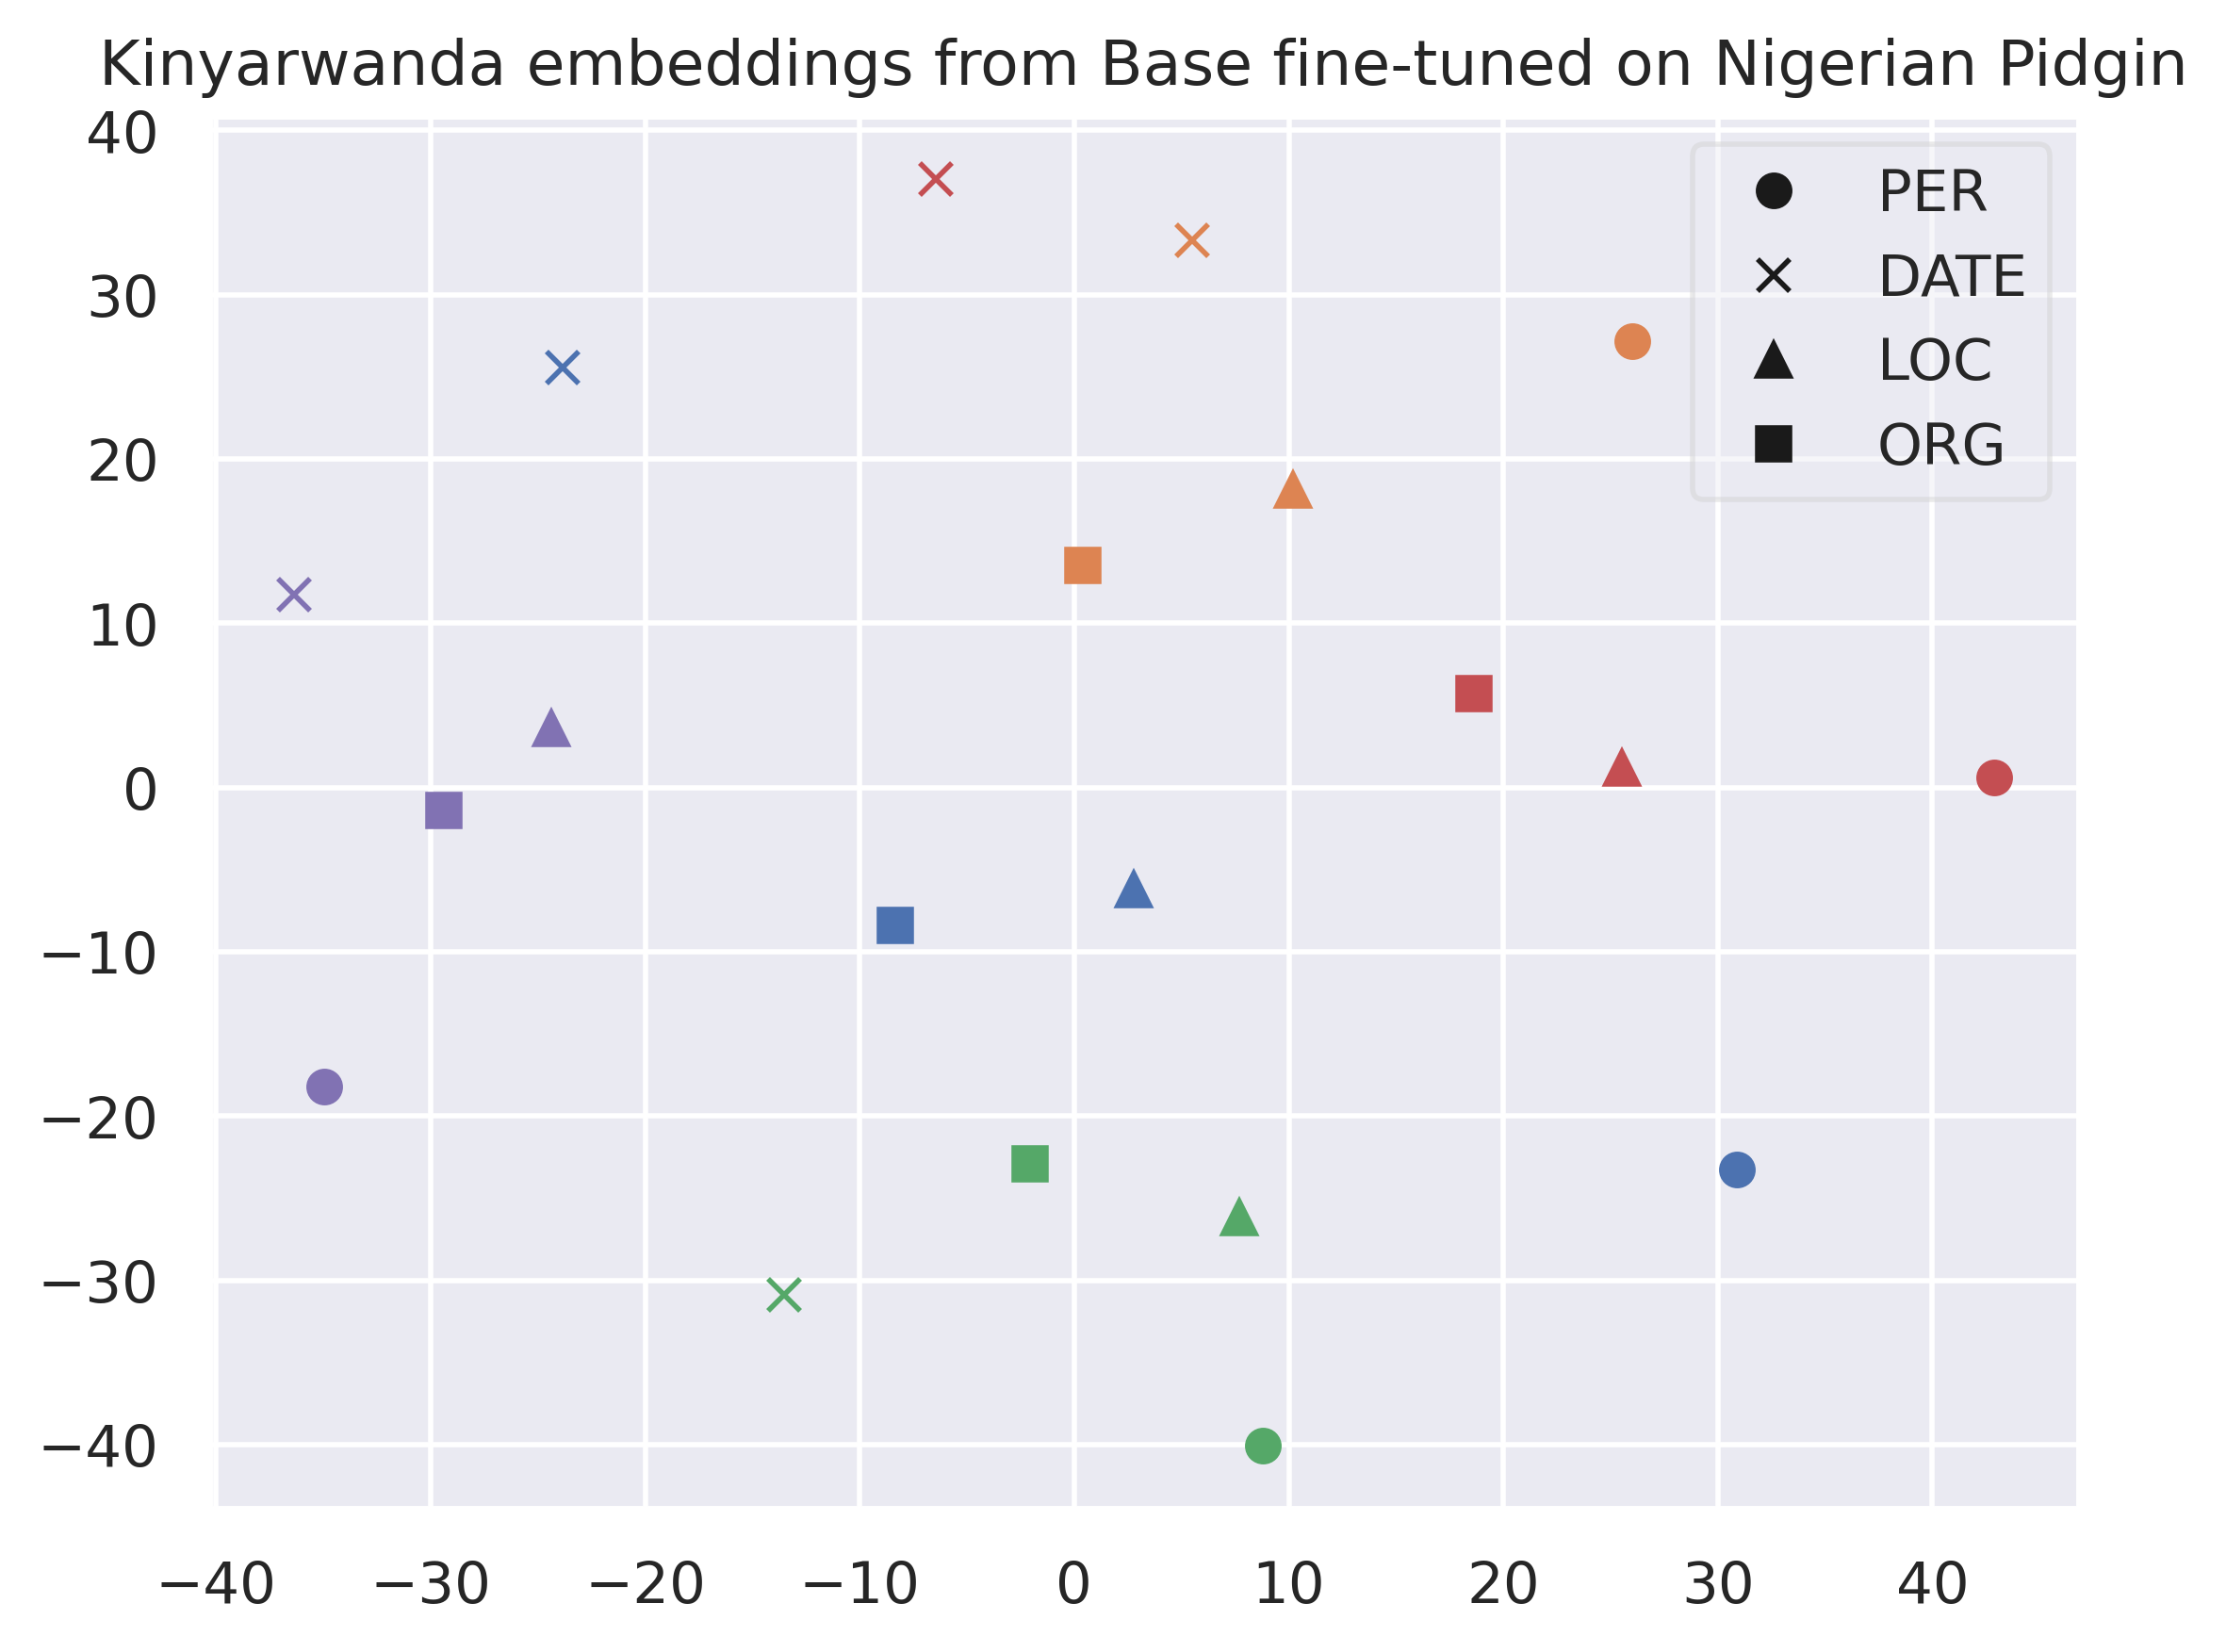 Kinyarwanda embeddings from Base fine-tuned on Nigerian Pidgin
40
30
20
10
0
−10
−20
−30
−40
PER
DATE
LOC
ORG
−40 −30 −20 −10 0 10 20 30 40